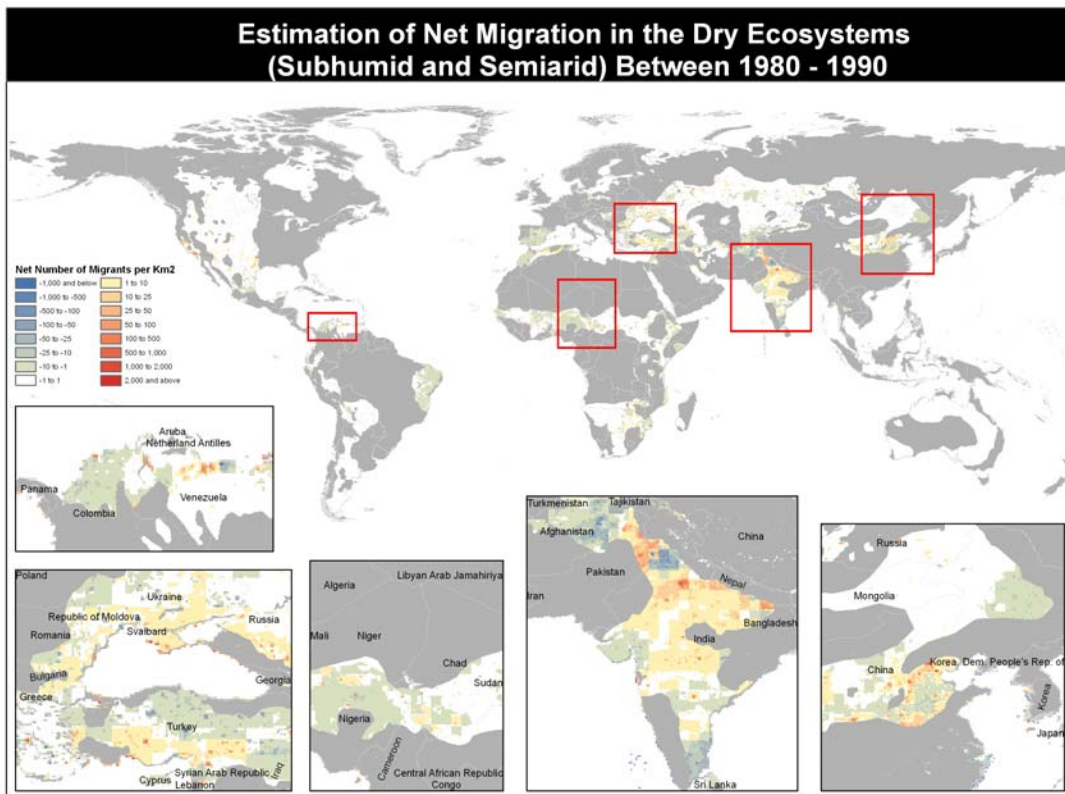 Estimation of Net Migration in the Dry Ecosystems
(Subhumid and Semiarid) Between 1980 - 1990
Net Number of Migrants per Km2
-1,000 and below
-1,000 to -500
-500 to -100
-100 to -50
-50 to -25
-25 to -10
-10 to -1
-1 to 1
1 to 10
10 to 25
25 to 50
50 to 100
100 to 500
500 to 1,000
1,000 to 2,000
2,000 and above
Aruba
Netherland Antilles
Panama
Venezuela
Colombia
Poland
Ukraine
Republic of Moldova
Romania
Svalbard
Russia
Bulgaria
Georgia
Greece
Turkey
Cyprus
Syrian Arab Republic
Lebanon
Iraq
Libyan Arab Jamahiriya
Algeria
Mali
Niger
Chad
Sudan
Nigeria
Cameroon
Central African Republic
Congo
Turkmenistan
Tajikistan
Afghanistan
China
Pakistan
Iran
Nepal
Bangladesh
India
Sri Lanka
Russia
Mongolia
China
Korea, Dem. People's Rep. of
Korea
Japan